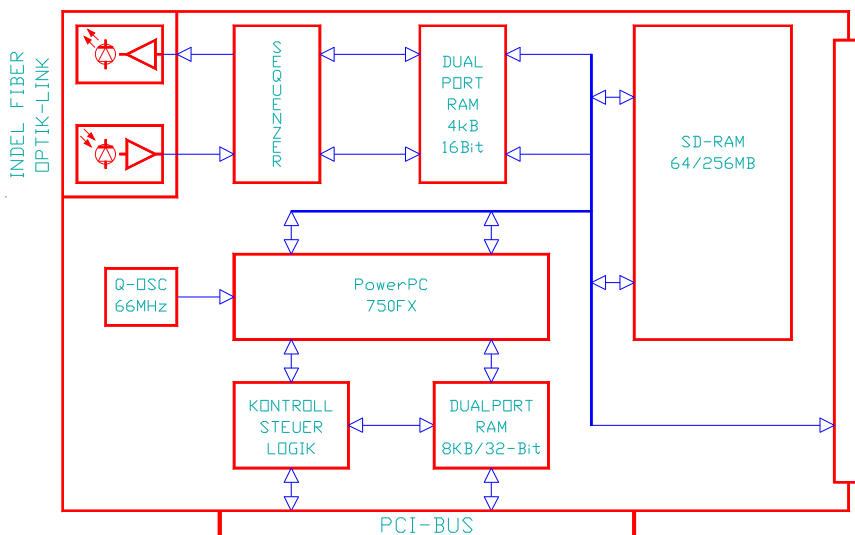 INDEL FIBER
OPTIK-LINK
SEQUENZER
DUAL
PORT
RAM
4kB
16Bit
SD-RAM
64/256MB
Q-OSC
66MHz
PowerPC
750FX
KONTROLL
STEUER
LOGIK
DUALPORT
RAM
8KB/32-Bit
PCI-BUS